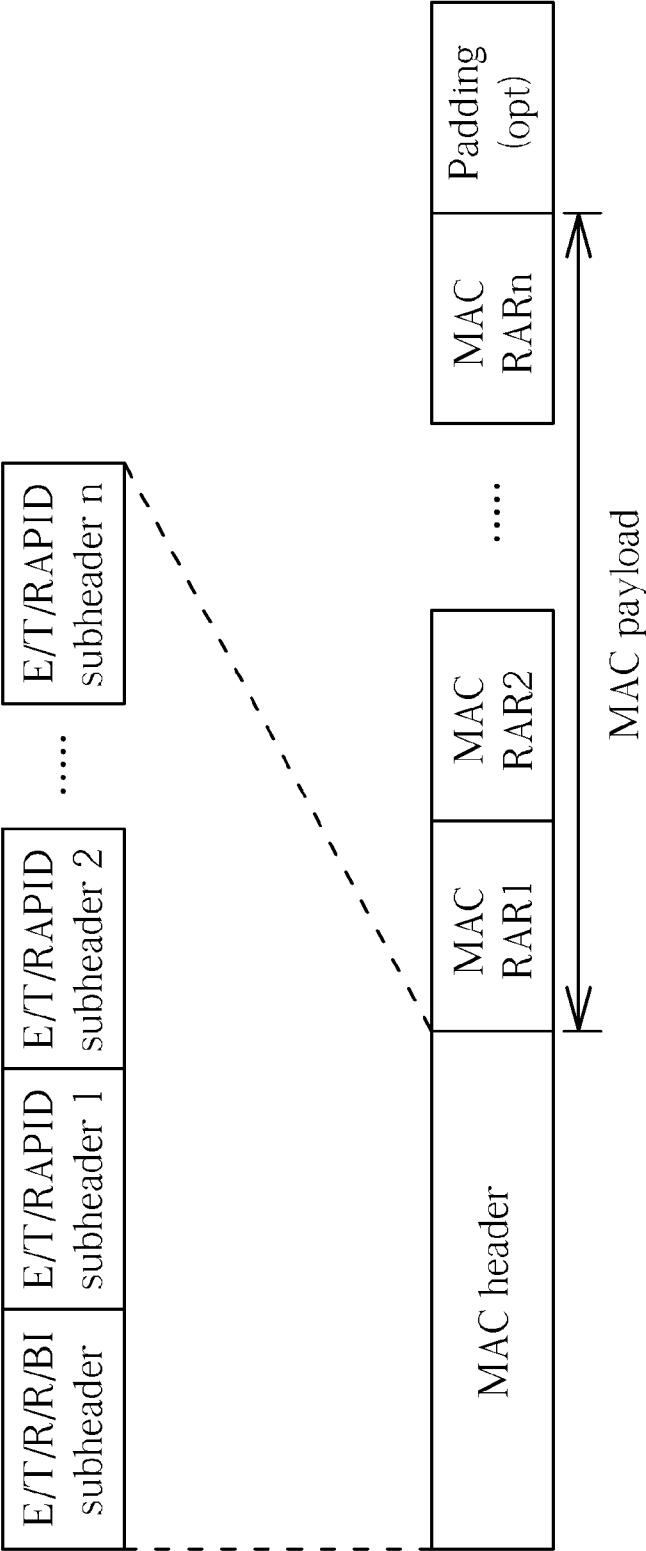 E/T/R/R/BI
subheader
E/T/RAPID
subheader 1
E/T/RAPID
subheader 2
.....
E/T/RAPID
subheader n
MAC header
MAC
RAR1
MAC
RAR2
.....
MAC
RARn
Padding
(opt)
MAC payload